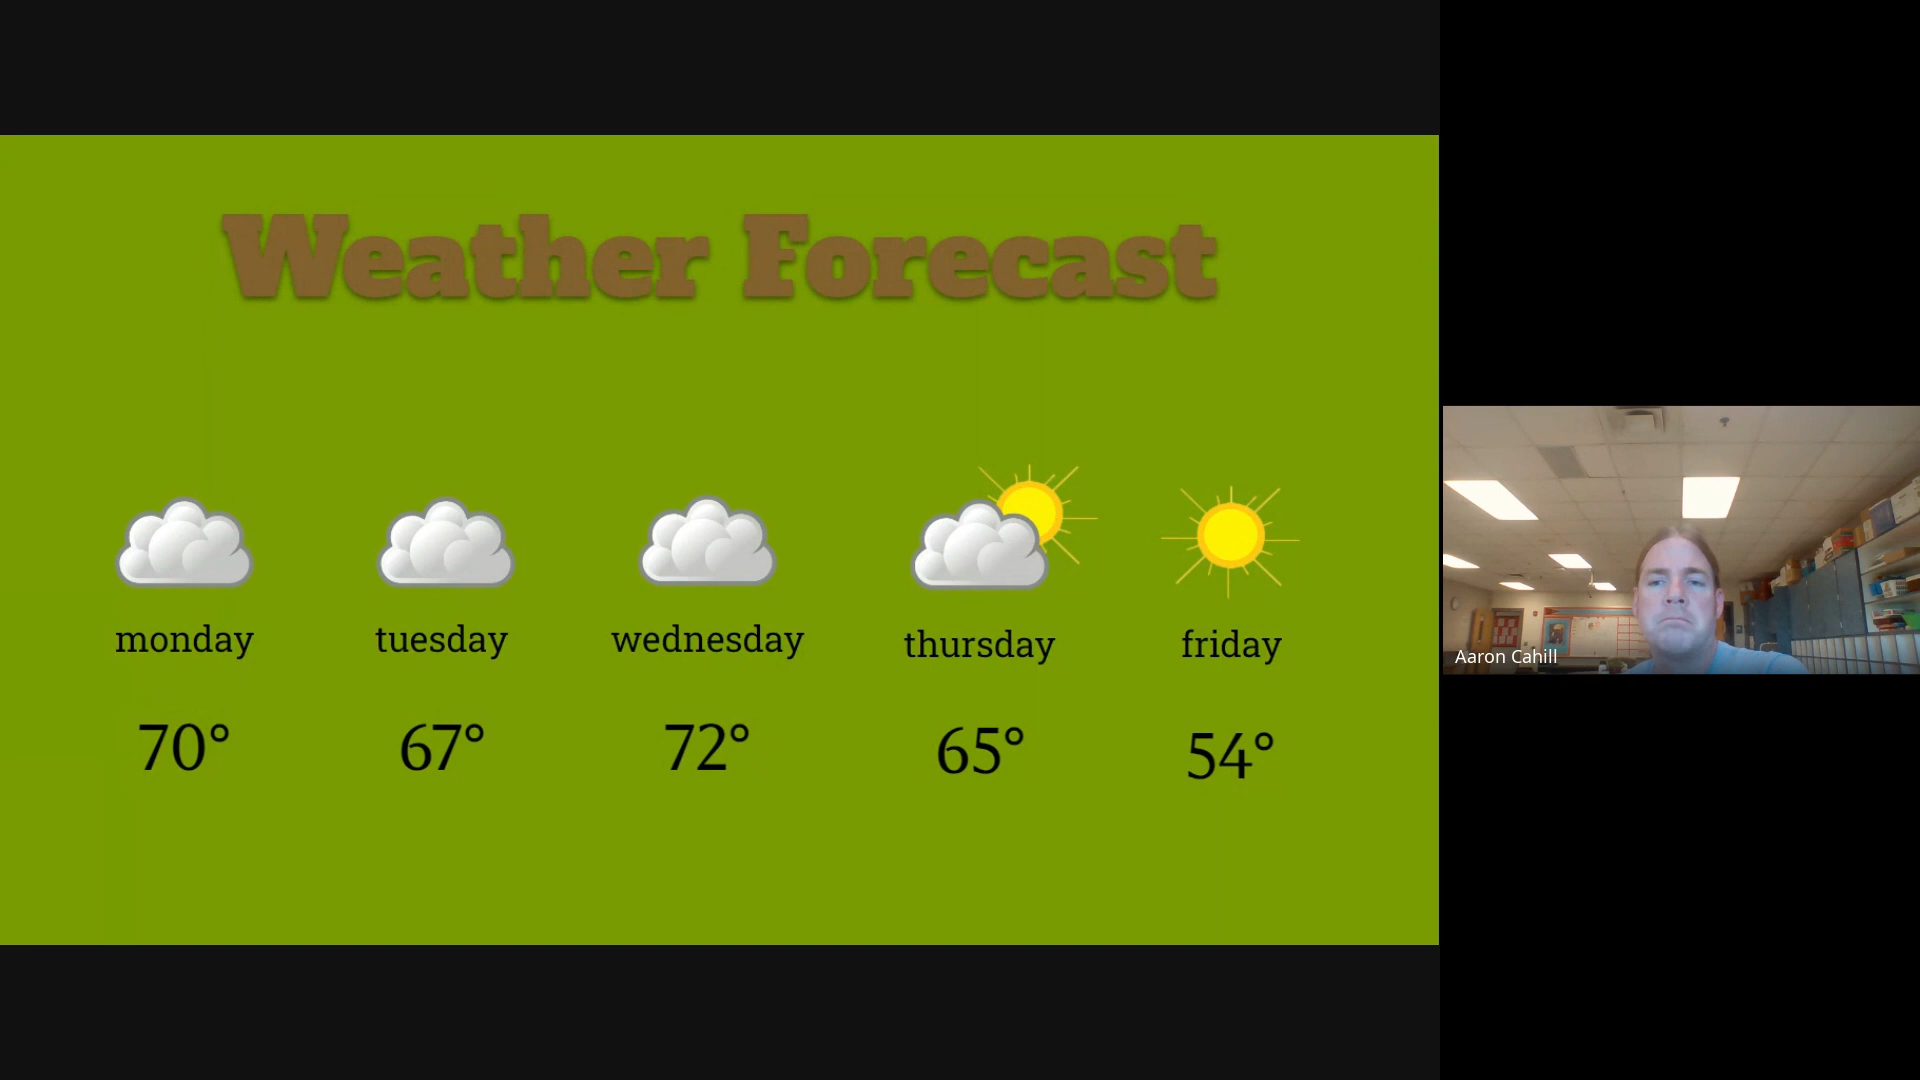 Weather Forecast
monday
tuesday
wednesday
thursday
friday
70°
67°
72°
65°
54°
Aaron Cahill